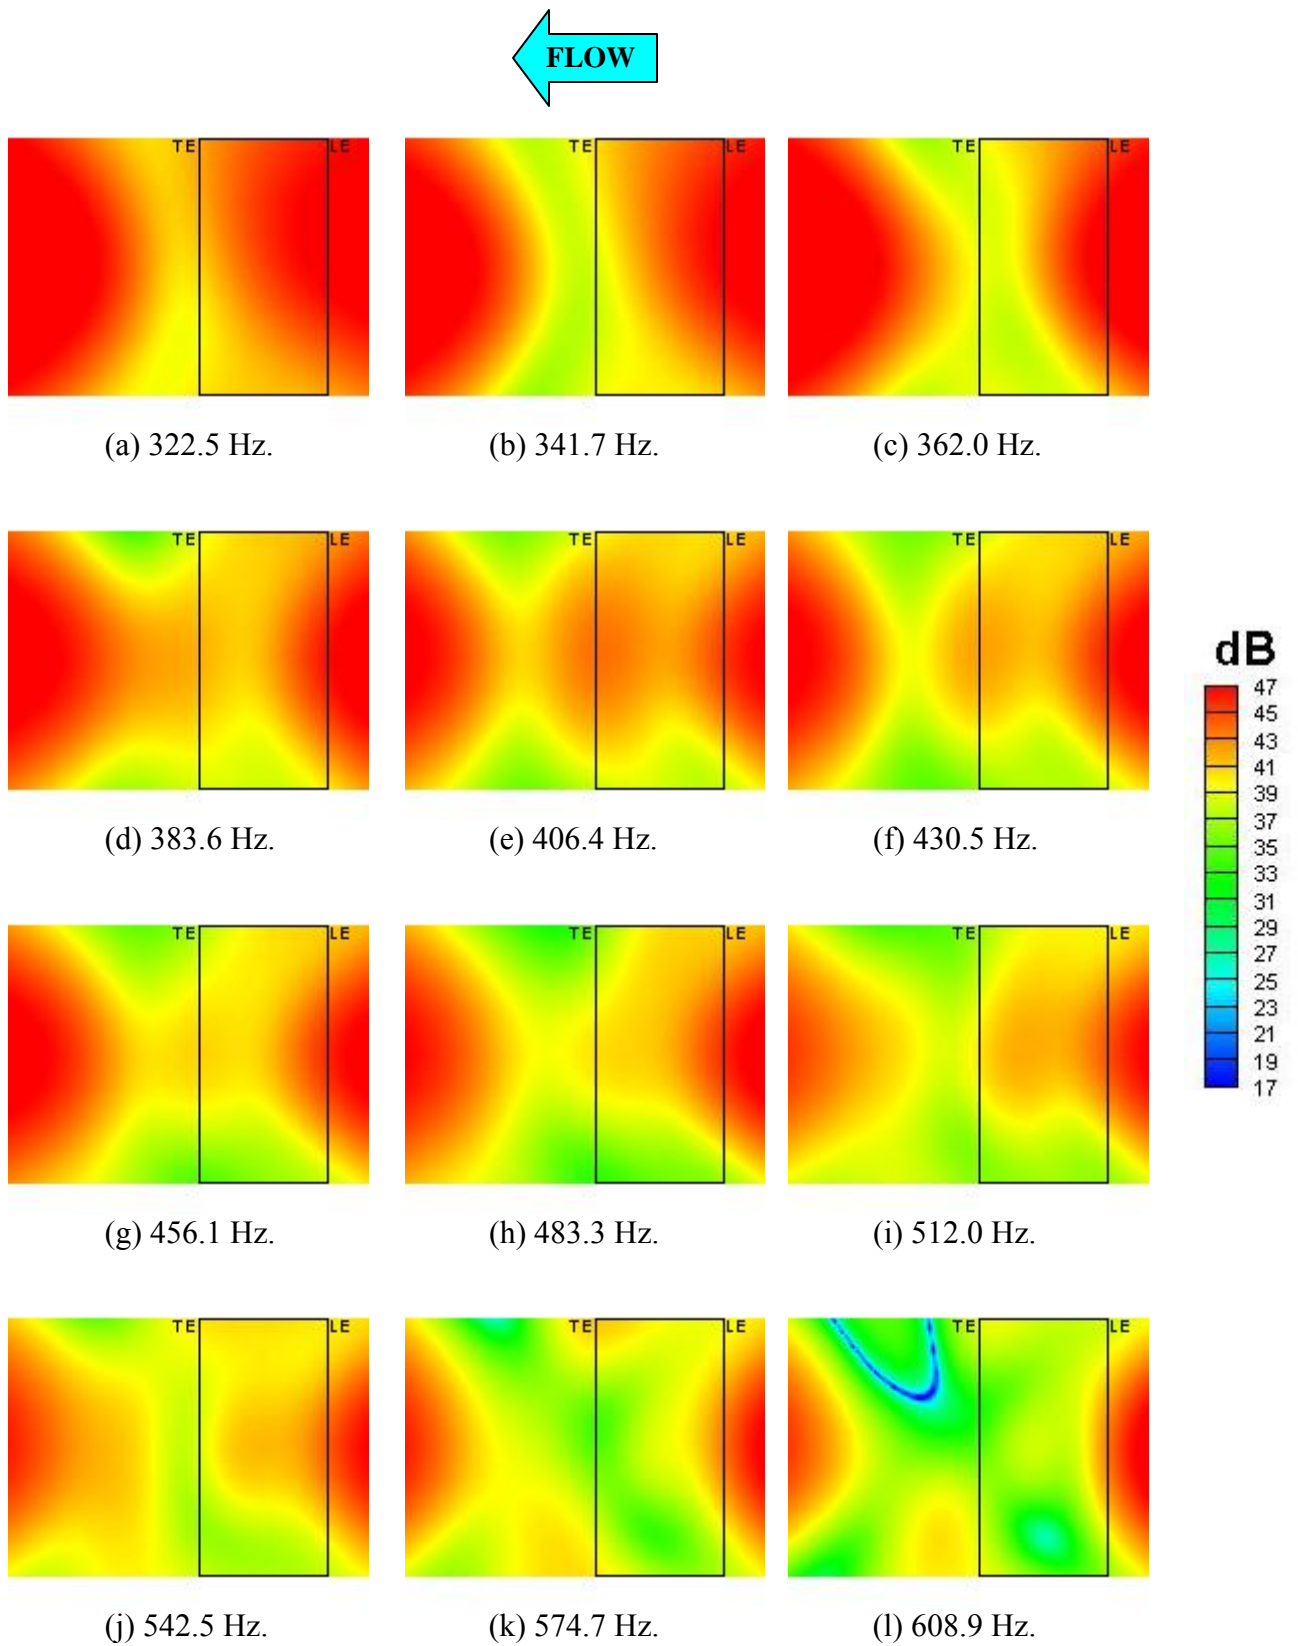 FLOW
TE LE TE LE TE LE
(a) 322.5 Hz. (b) 341.7 Hz. (c) 362.0 Hz.
TE LE TE LE TE LE
(d) 383.6 Hz. (e) 406.4 Hz. (f) 430.5 Hz.
dB
47
45
43
41
39
37
35
33
31
29
27
25
23
21
19
17
TE LE TE LE TE LE
(g) 456.1 Hz. (h) 483.3 Hz. (i) 512.0 Hz.
TE LE TE LE TE LE
(j) 542.5 Hz. (k) 574.7 Hz. (l) 608.9 Hz.